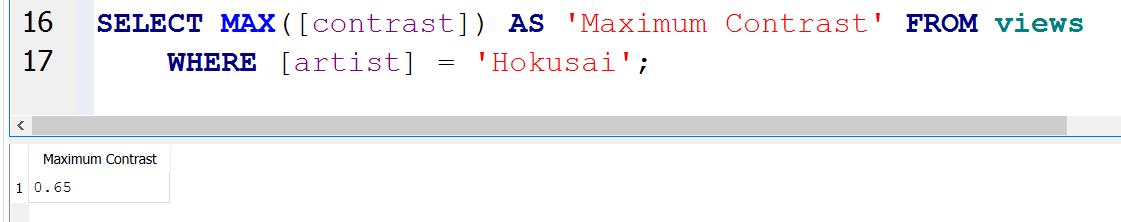 16 SELECT MAX([contrast]) AS 'Maximum Contrast' FROM views
17 WHERE [artist] = 'Hokusai';
Maximum Contrast
1 0.65